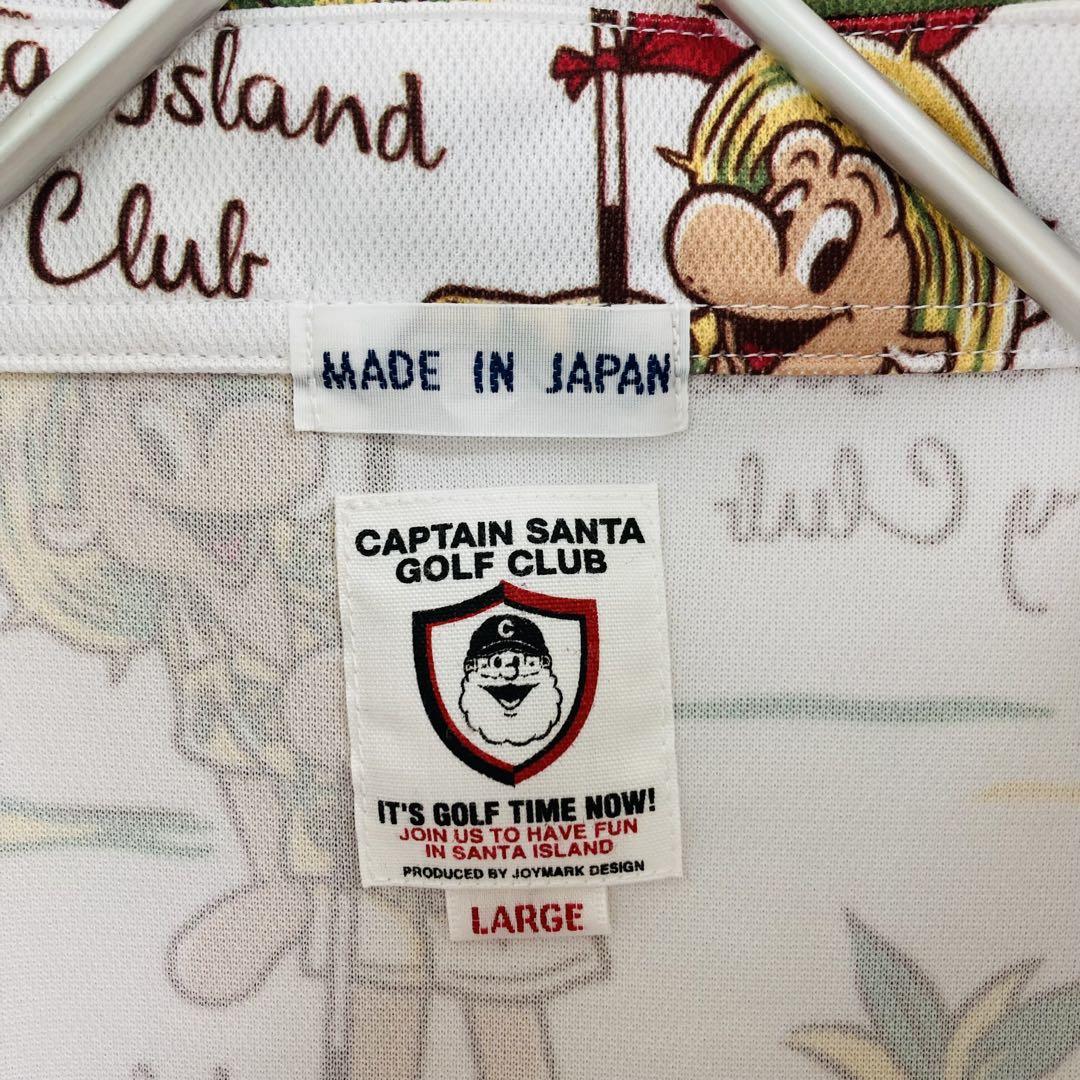 Island
Club
MADE IN JAPAN
CAPTAIN SANTA
GOLF CLUB
C
IT'S GOLF TIME NOW!
JOIN US TO HAVE FUN
IN SANTA ISLAND
PRODUCED BY JOYMARK DESIGN
LARGE
Club